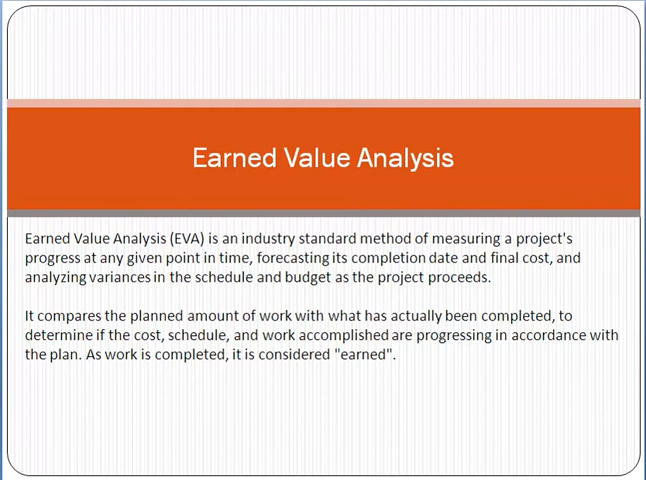 Earned Value Analysis
Earned Value Analysis (EVA) is an industry standard method of measuring a project's
progress at any given point in time, forecasting its completion date and final cost, and
analyzing variances in the schedule and budget as the project proceeds.
It compares the planned amount of work with what has actually been completed, to
determine if the cost, schedule, and work accomplished are progressing in accordance with
the plan. As work is completed, it is considered "earned".